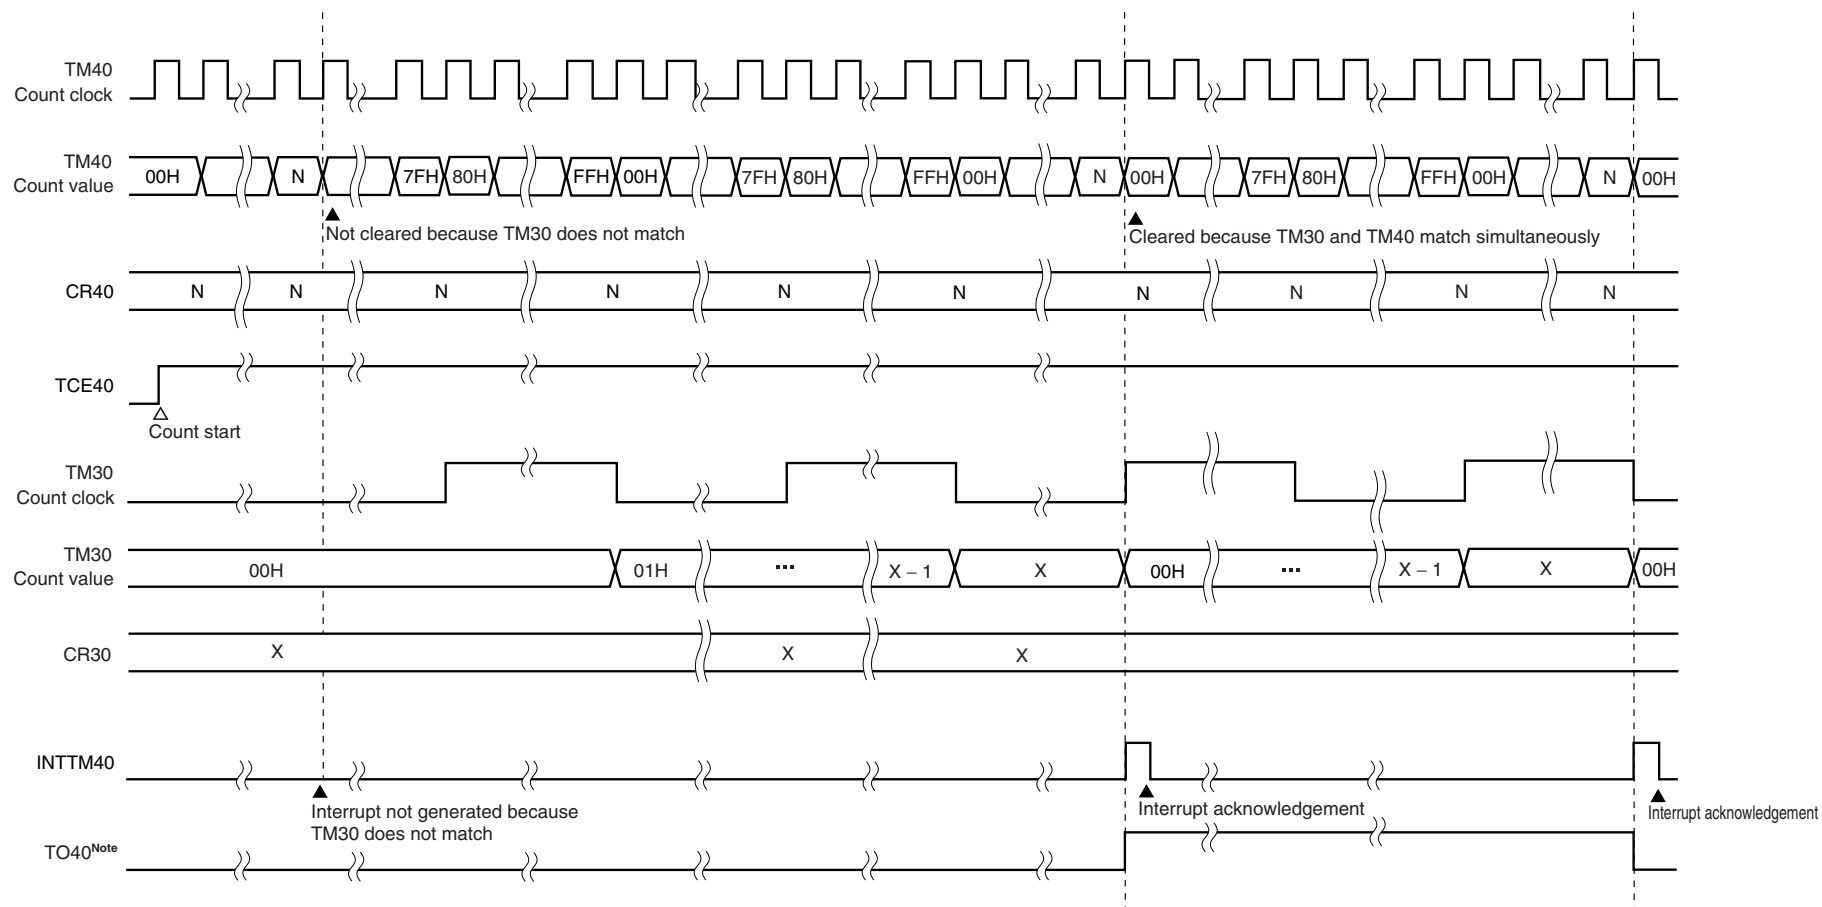 TM40
Count clock
TM40
Count value
00H N 7FH 80H FFH 00H 7FH 80H FFH 00H N 00H 7FH 80H FFH 00H N 00H
Not cleared because TM30 does not match
Cleared because TM30 and TM40 match simultaneously
CR40 N N N N N N N N N N
TCE40
Count start
TM30
Count clock
TM30
Count value
00H 01H ... X – 1 X 00H ... X – 1 X 00H
CR30 X X X
INTTM40
Interrupt not generated because
TM30 does not match
Interrupt acknowledgement
Interrupt acknowledgement
TO40Note